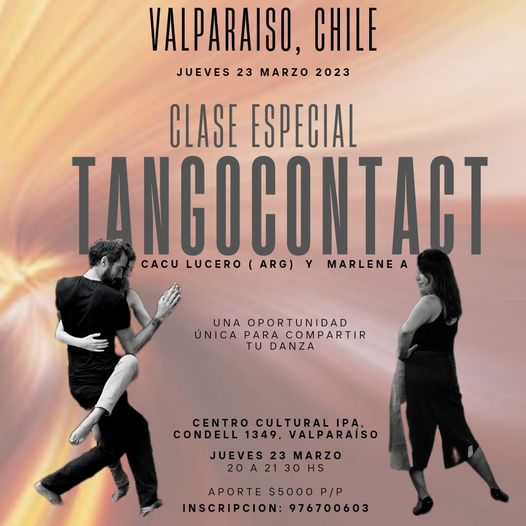 VALPARAISO, CHILE
JUEVES 23 MARZO 2023
CLASE ESPECIAL
TANGOCONTACT
CACU LUCERO ( ARG) Y MARLENE A
UNA OPORTUNIDAD
ÚNICA PARA COMPARTIR
TU DANZA
CENTRO CULTURAL IPA,
CONDELL 1349, VALPARAÍSO
JUEVES 23 MARZO
20 A 21 30 HS
APORTE $5000 P/P
INSCRIPCION: 976700603